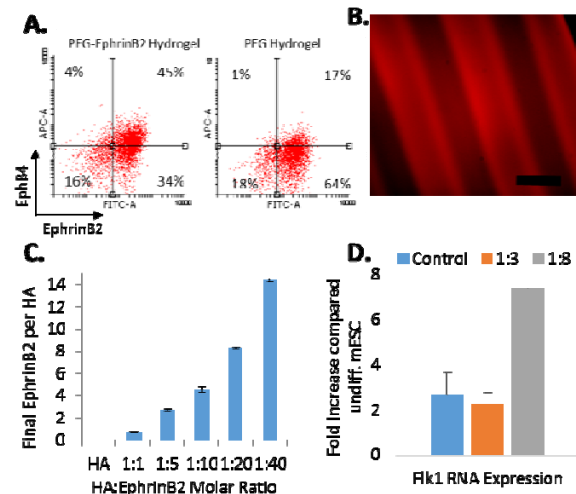 A.
PEG-EphrinB2 Hydrogel
PEG Hydrogel
4%
45%
1%
17%
APC-A
APC-A
16%
34%
18%
64%
FITC-A
FITC-A
EphB4
EphrinB2
B.
C.
Final EphrinB2 per HA
14
12
10
8
6
4
2
0
HA 1:1 1:5 1:10 1:20 1:40
HA:EphrinB2 Molar Ratio
D.
Control 1:3 1:8
Fold Increase compared
undiff. mESC
8
6
4
2
0
Flk1 RNA Expression